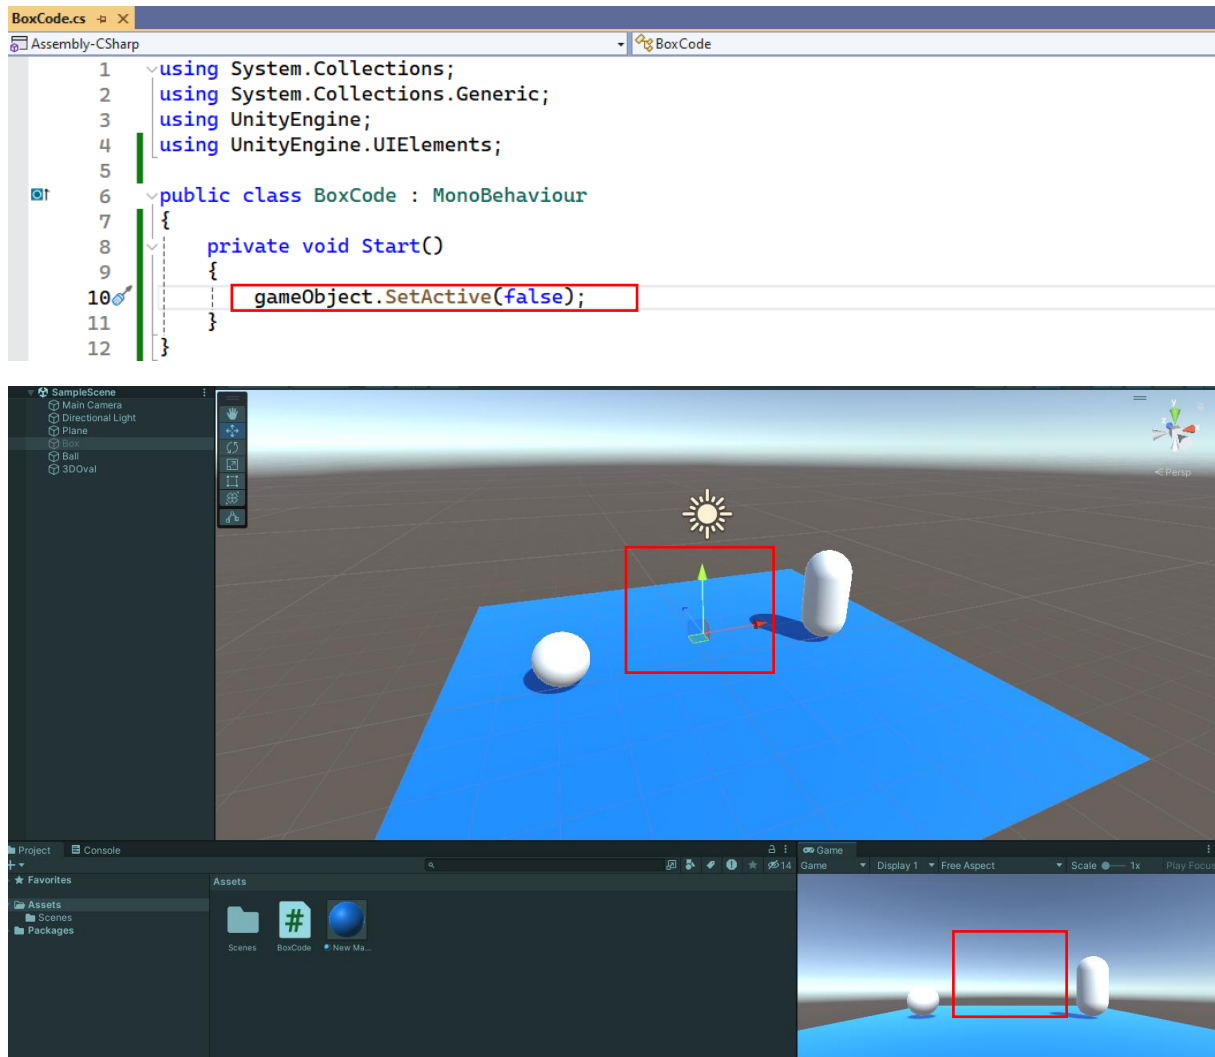 BoxCode.cs
Assembly-CSharp
BoxCode
1 using System.Collections;
2 using System.Collections.Generic;
3 using UnityEngine;
4 using UnityEngine.UIElements;
5
6 public class BoxCode : MonoBehaviour
7 {
8 private void Start()
9 {
10 gameObject.SetActive(false);
11 }
12 }
SampleScene
Main Camera
Directional Light
Plane
Box
Ball
3DOval
y
Persp
Project Console
14
Game
Game Display 1 Free Aspect Scale 1x Play Focus
Favorites
Assets
Scenes
Packages
Assets
Scenes BoxCode New Ma...